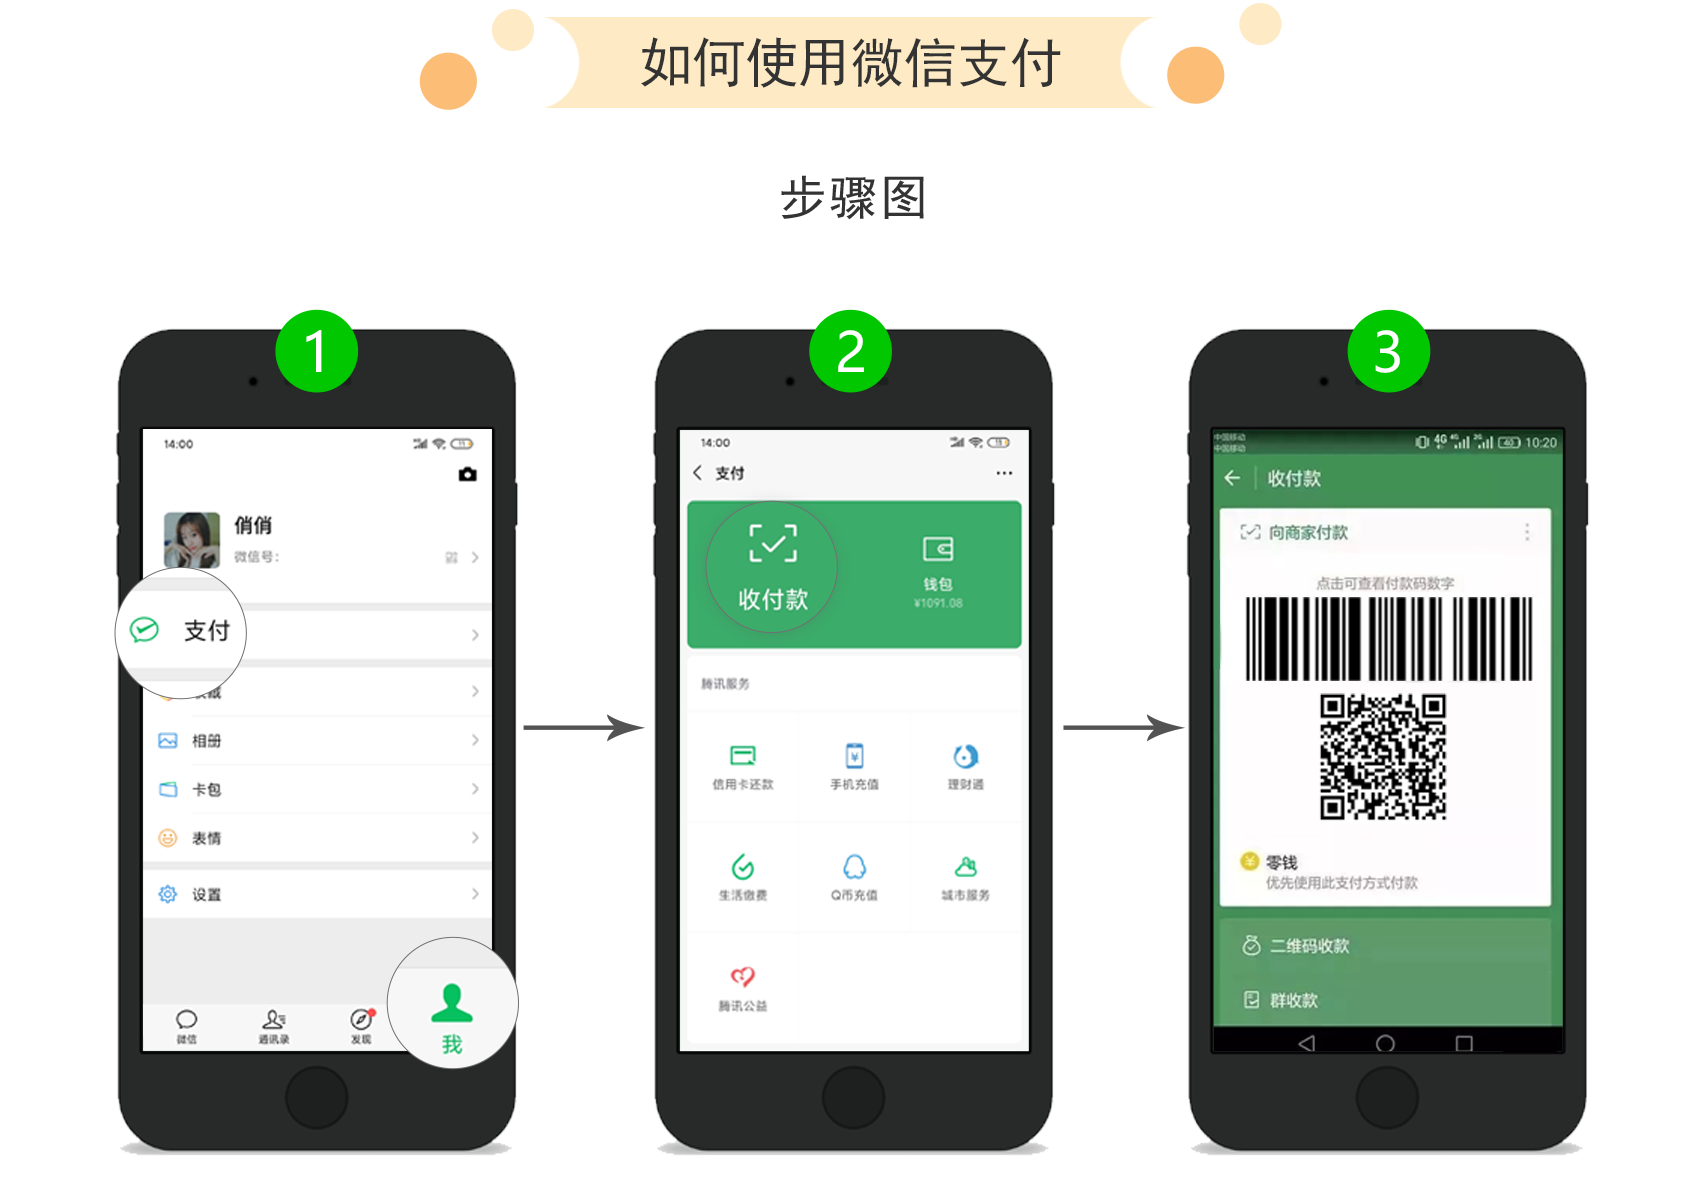 如何使用微信支付
步骤图
1
14:00
俏俏
微信号:
支付
相册
卡包
表情
设置
微信
通讯录
发现
我
2
14:00
支付
收付款
钱包
¥1091.08
腾讯服务
信用卡还款
手机充值
理财通
生活缴费
Q币充值
城市服务
腾讯公益
3
中国移动
中国移动
4G
10:20
收付款
向商家付款
点击可查看付款码数字
零钱
优先使用此支付方式付款
二维码收款
群收款